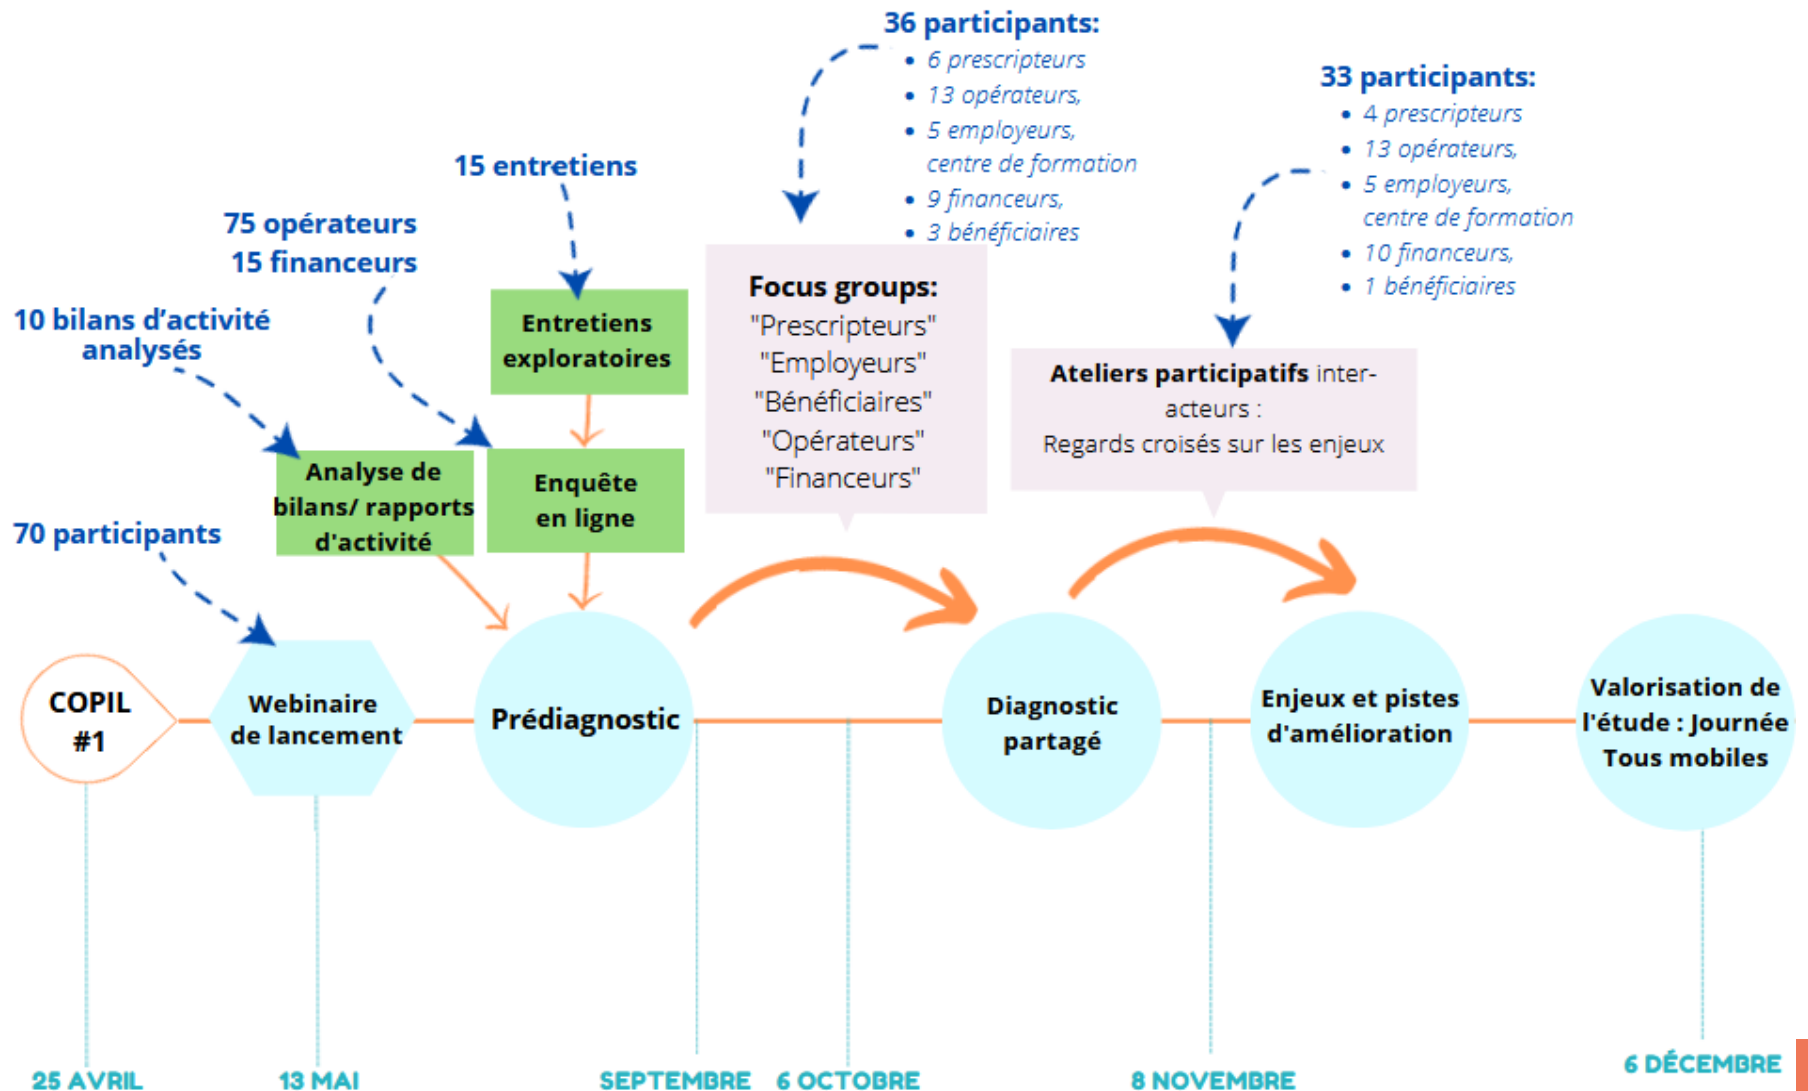 36 participants:
• 6 prescripteurs
• 13 opérateurs,
• 5 employeurs,
centre de formation
• 9 financeurs,
• 3 bénéficiaires
33 participants:
• 4 prescripteurs
• 13 opérateurs,
• 5 employeurs,
centre de formation
• 10 financeurs,
• 1 bénéficiaires
15 entretiens
75 opérateurs
15 financeurs
10 bilans d’activité
analysés
70 participants
Entretiens
exploratoires
Analyse de
bilans/ rapports
d'activité
Enquête
en ligne
Focus groups:
"Prescripteurs"
"Employeurs"
"Bénéficiaires"
"Opérateurs"
"Financeurs"
Ateliers participatifs inter-
acteurs :
Regards croisés sur les enjeux
COPIL
#1
Webinaire
de lancement
Prédiagnostic
Diagnostic
partagé
Enjeux et pistes
d'amélioration
Valorisation de
l'étude : Journée
Tous mobiles
25 AVRIL
13 MAI
SEPTEMBRE
6 OCTOBRE
8 NOVEMBRE
6 DÉCEMBRE